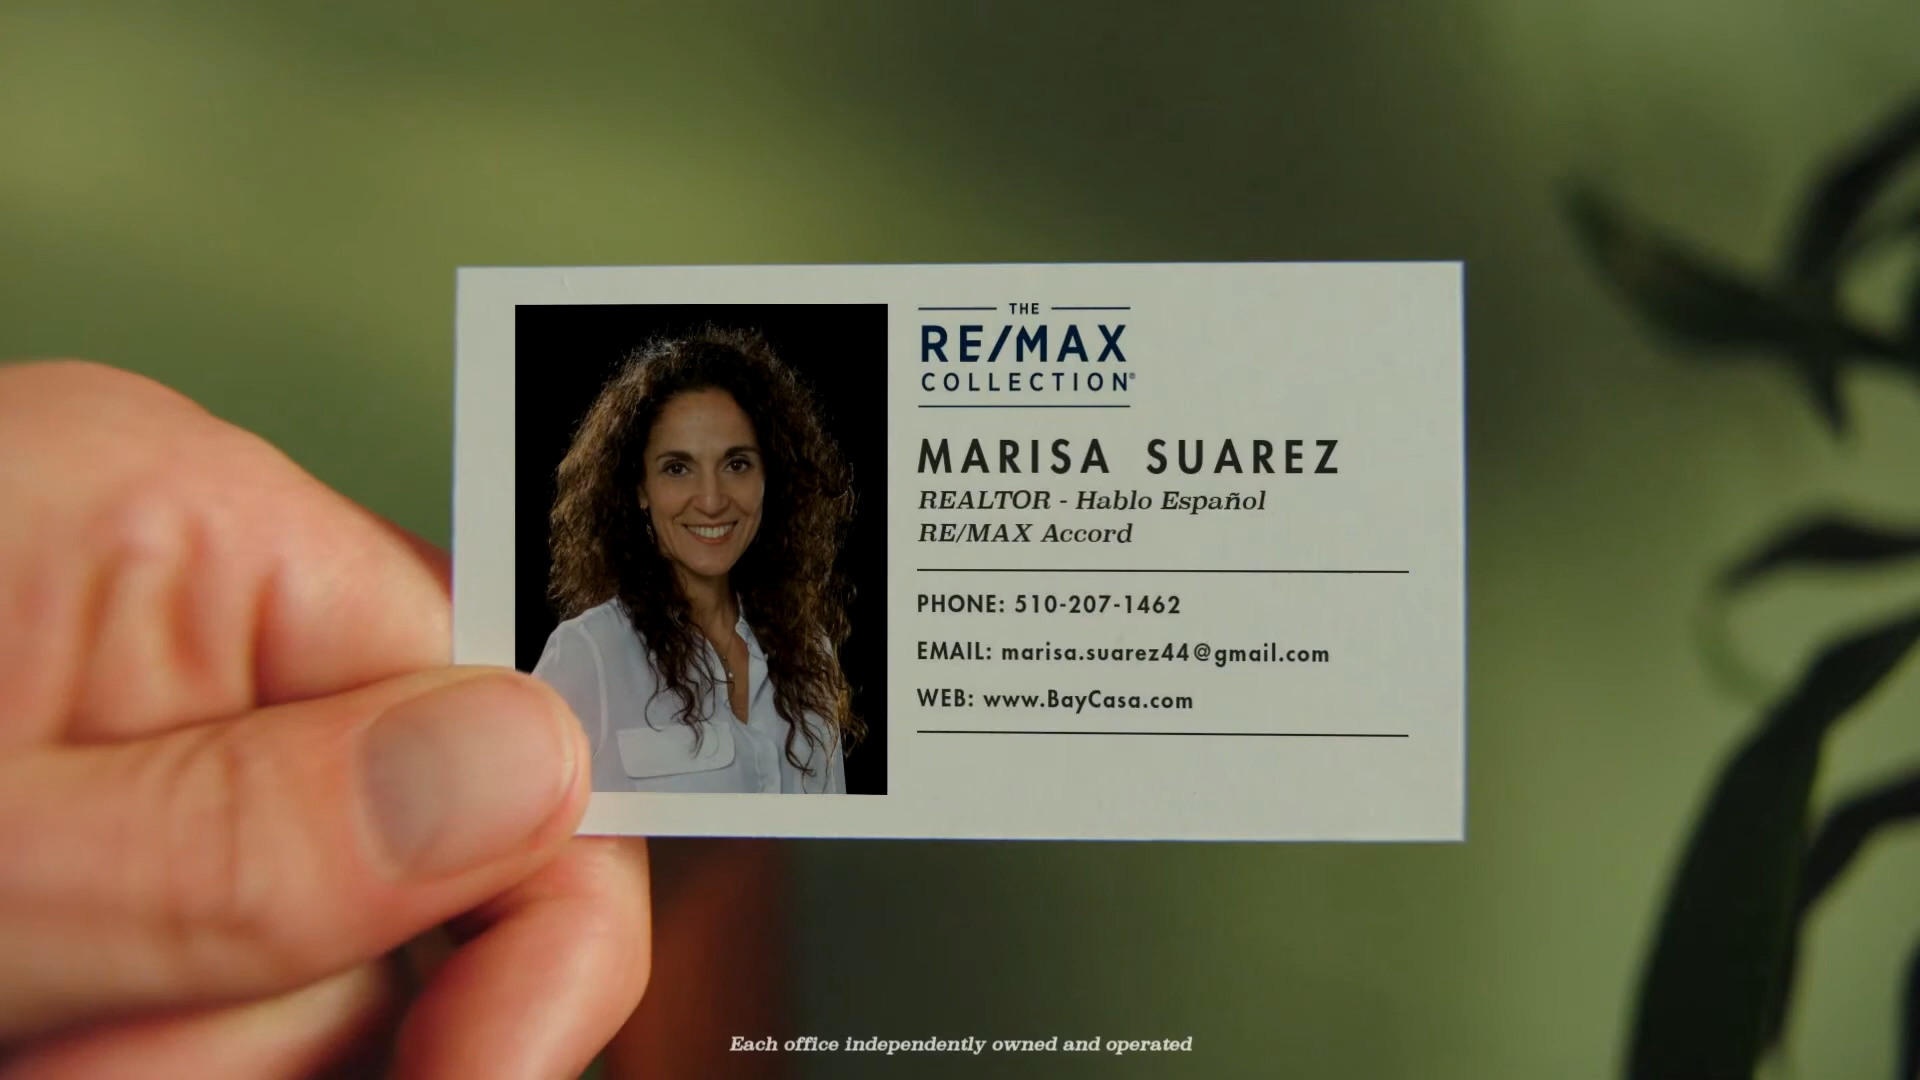 THE
RE/MAX
COLLECTION®
MARISA SUAREZ
REALTOR - Hablo Español
RE/MAX Accord
PHONE: 510-207-1462
EMAIL: marisa.suarez44@gmail.com
WEB: www.BayCasa.com
Each office independently owned and operated